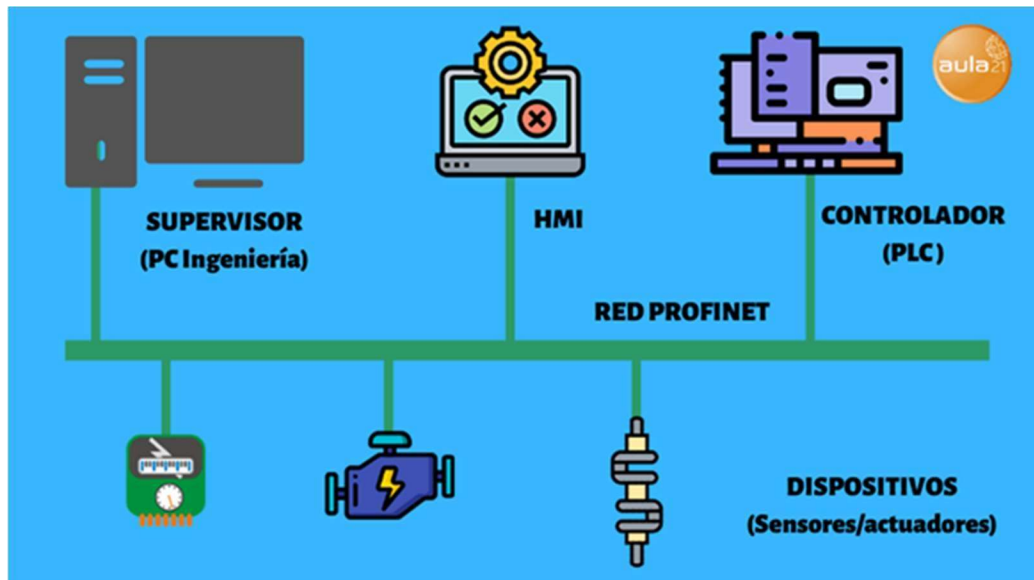 aula21
SUPERVISOR
(PC Ingeniería)
HMI
CONTROLADOR
(PLC)
RED PROFINET
DISPOSITIVOS
(Sensores/actuadores)